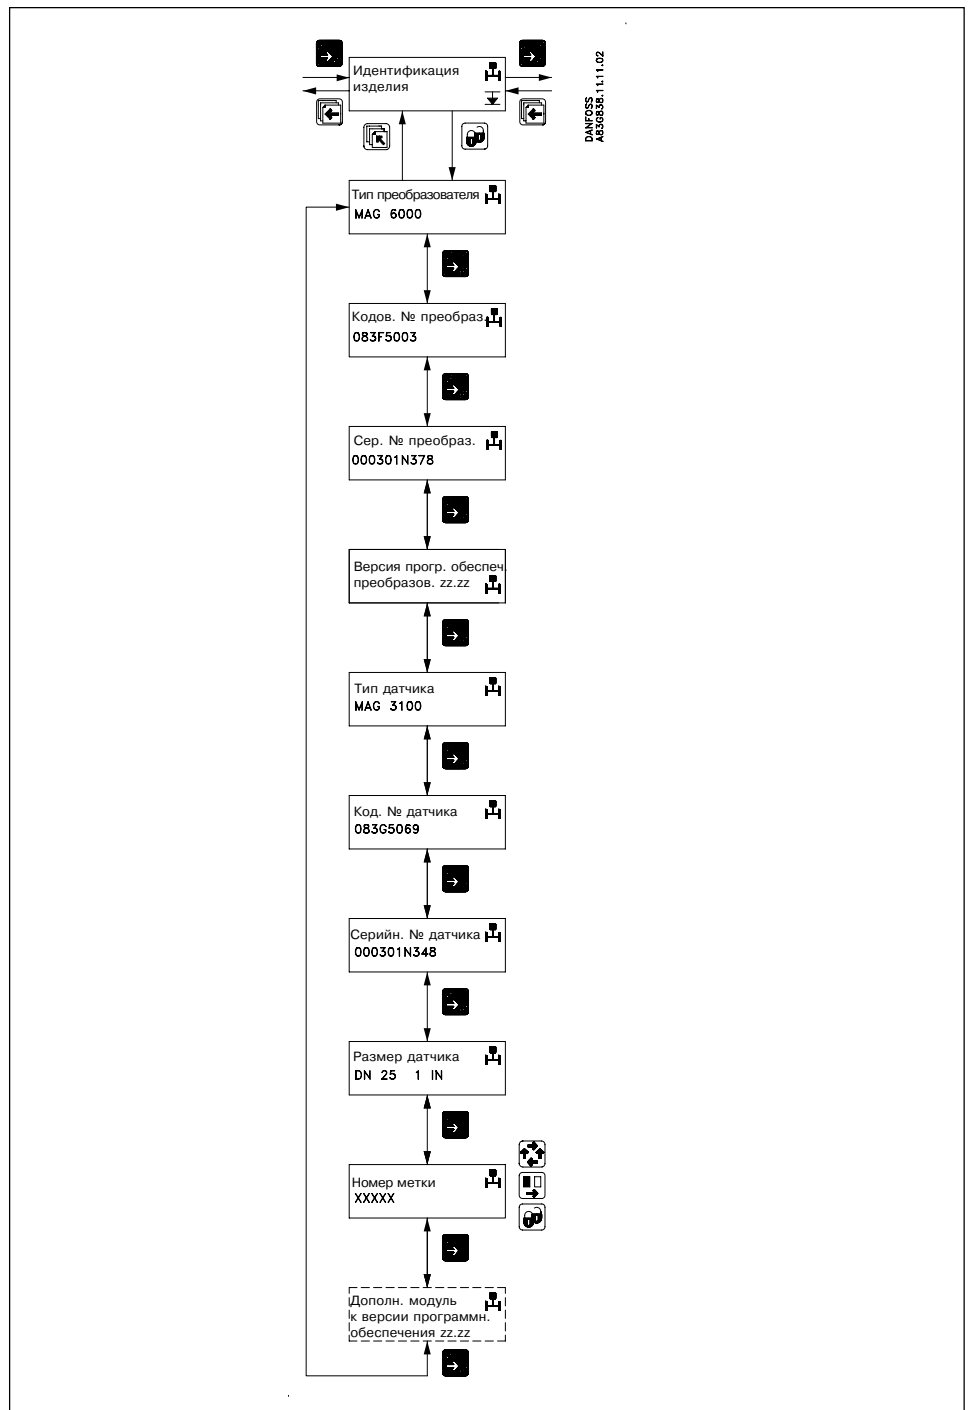 Идентификация
изделия
DANFOSS
A83G838.11.11.02
Тип преобразователя
MAG 6000
Кодов. № преобраз.
083F5003
Сер. № преобраз.
000301N378
Версия прогр. обеспеч.
преобразов. zz.zz
Тип датчика
MAG 3100
Код. № датчика
083G5069
Серийн. № датчика
000301N348
Размер датчика
DN 25 1 IN
Номер метки
XXXXX
Дополн. модуль
к версии программн.
обеспечения zz.zz